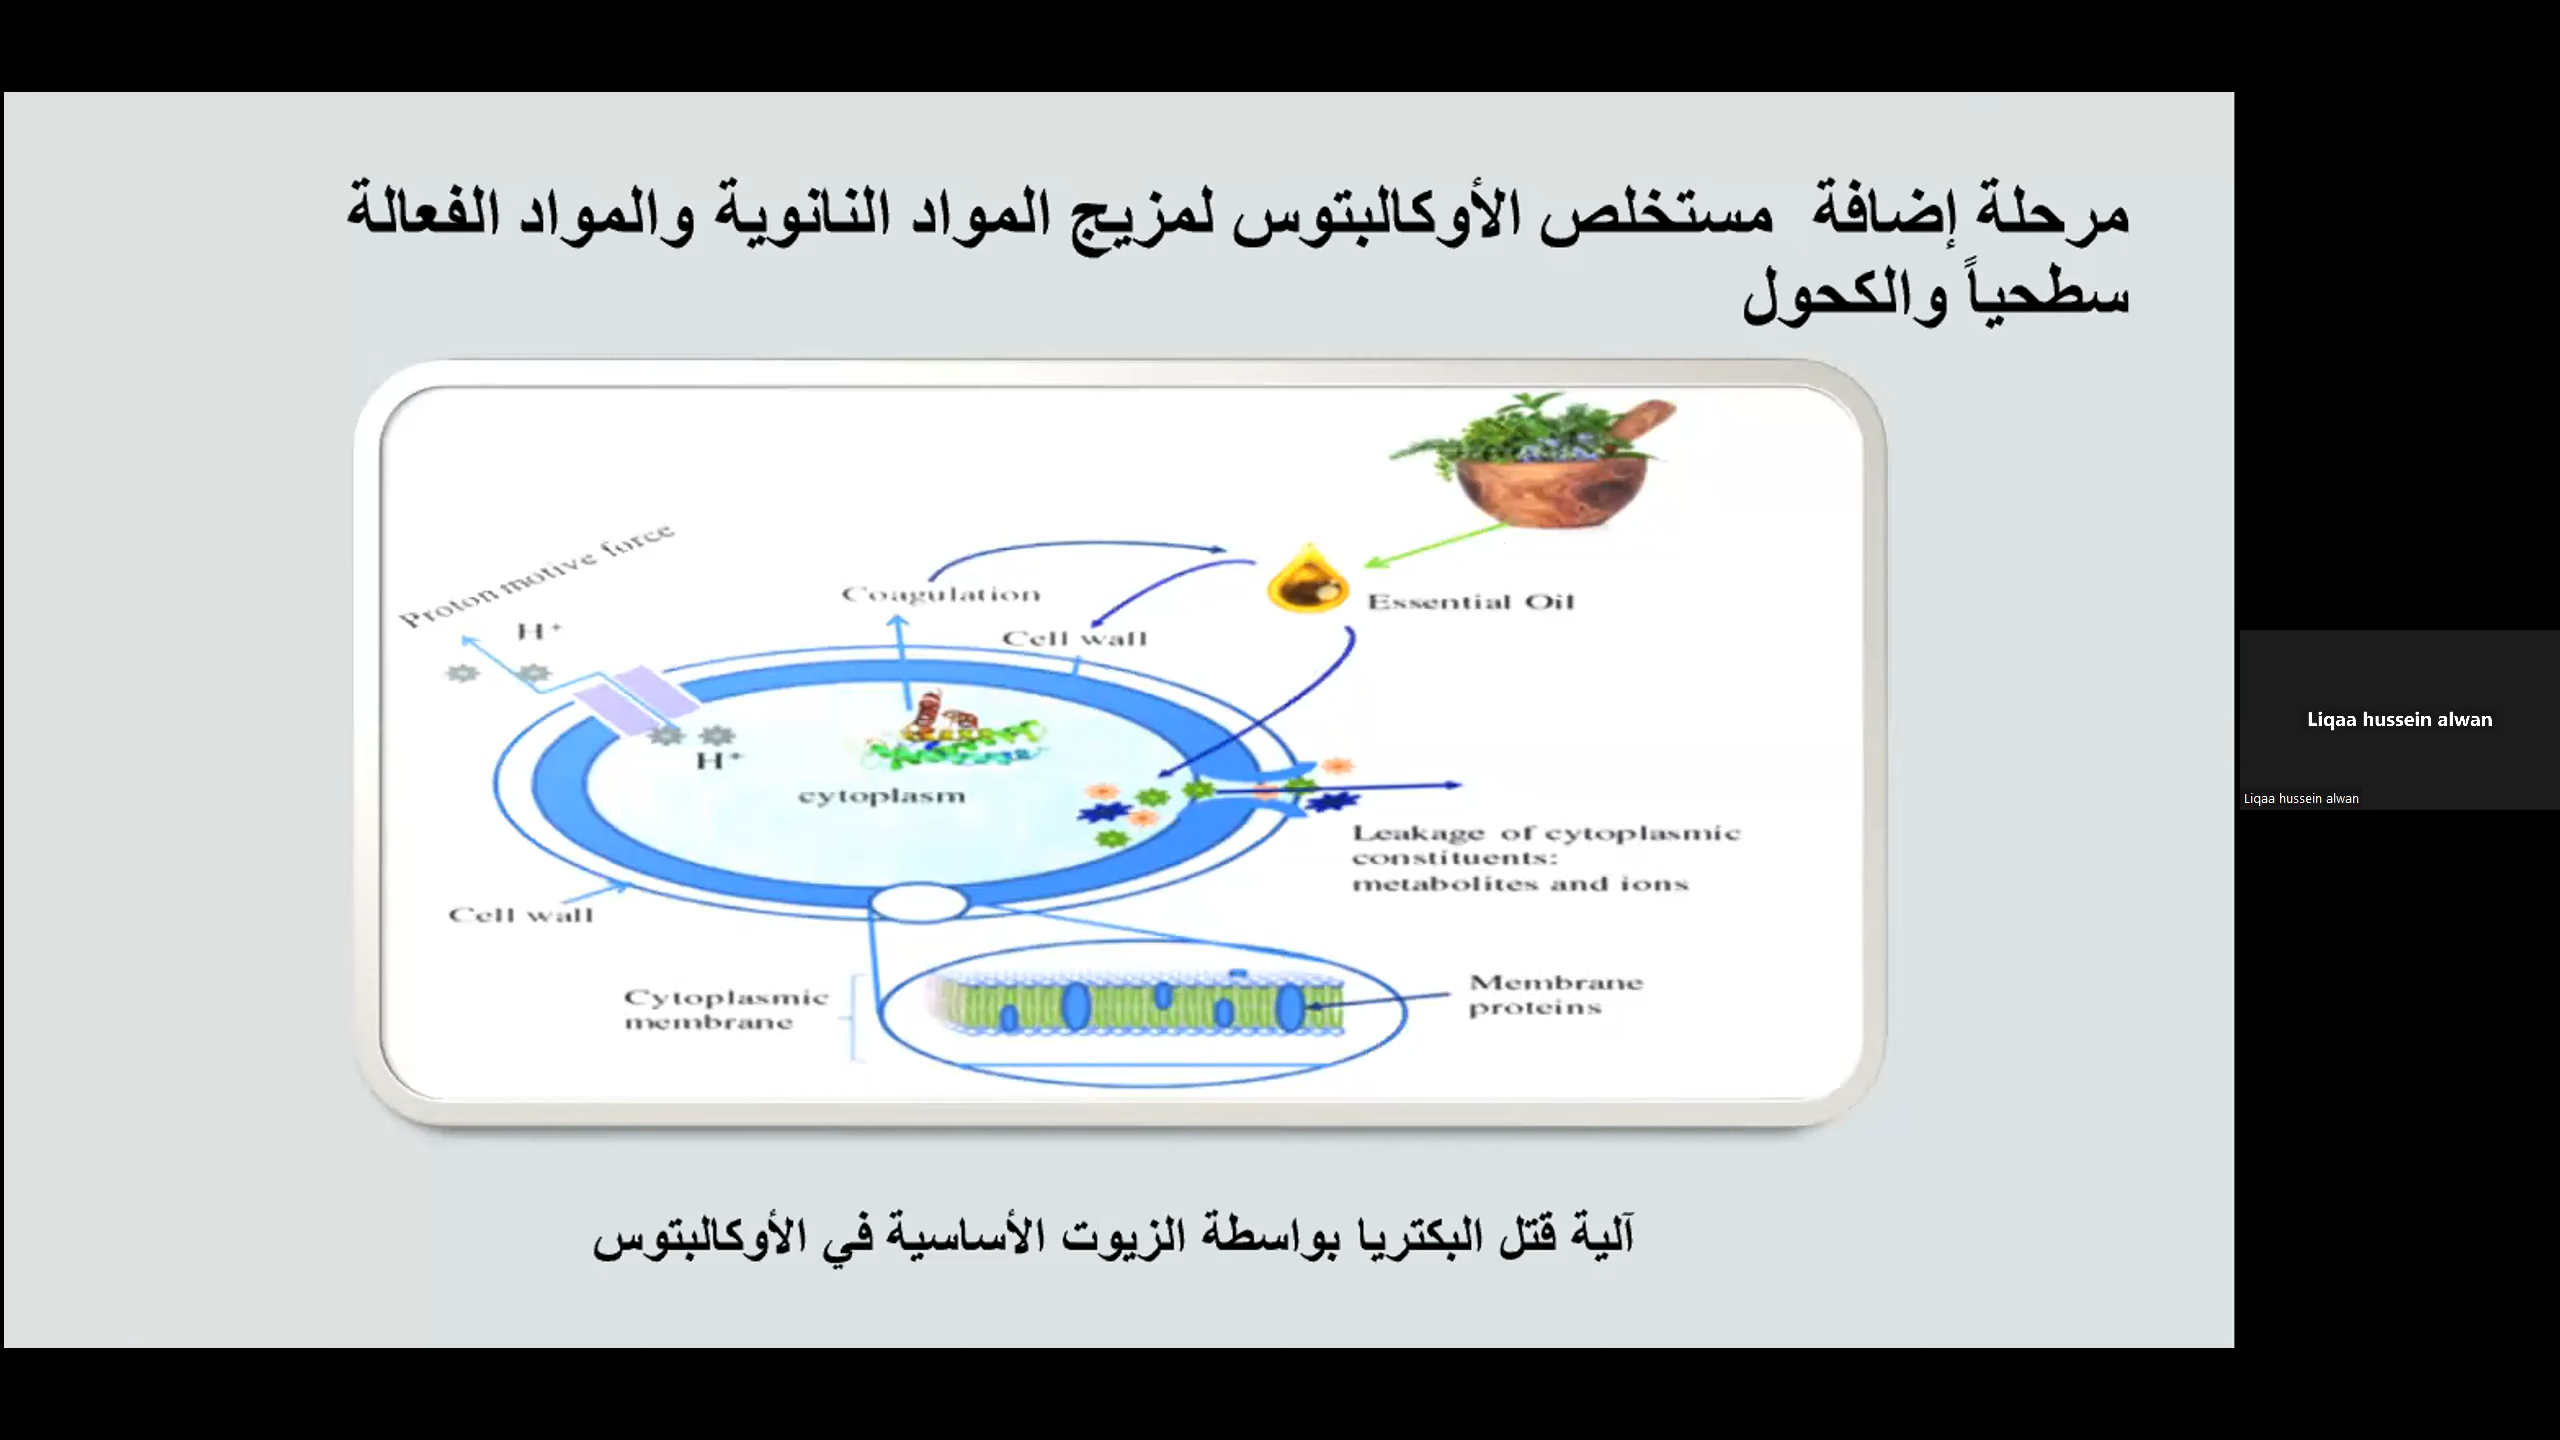 مرحلة إضافة مستخلص الأوكالبتوس لمزيج المواد النانوية والمواد الفعالة
سطحياً والكحول
Proton motive force
H⁺
Coagulation
Cell wall
Essential Oil
H⁺
cytoplasm
Leakage of cytoplasmic
constituents:
metabolites and ions
Cell wall
Cytoplasmic
membrane
Membrane
proteins
آلية قتل البكتريا بواسطة الزيوت الأساسية في الأوكالبتوس
Liqaa hussein alwan
Liqaa hussein alwan